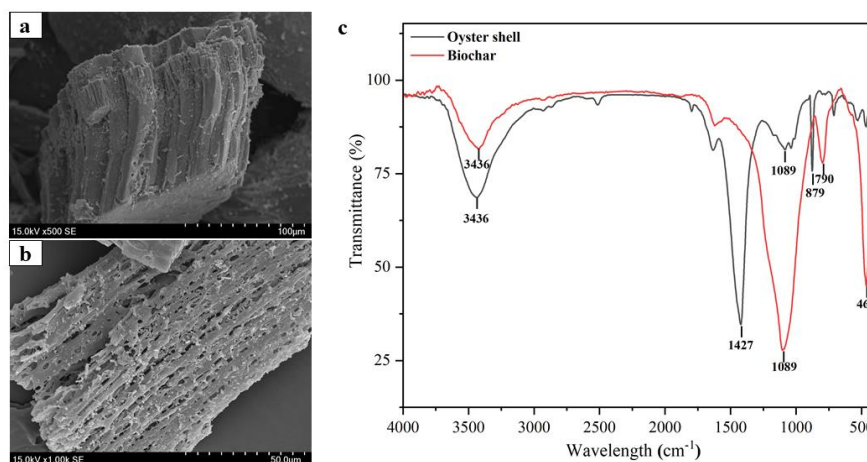 a
15.0kV x500 SE
100μm
b
15.0kV x1.00k SE
50.0μm
c
Oyster shell
Biochar
Transmittance (%)
100
75
50
25
3436
3436
1427
1089
1089
879
790
4000
3500
3000
2500
2000
1500
1000
Wavelength (cm-1)